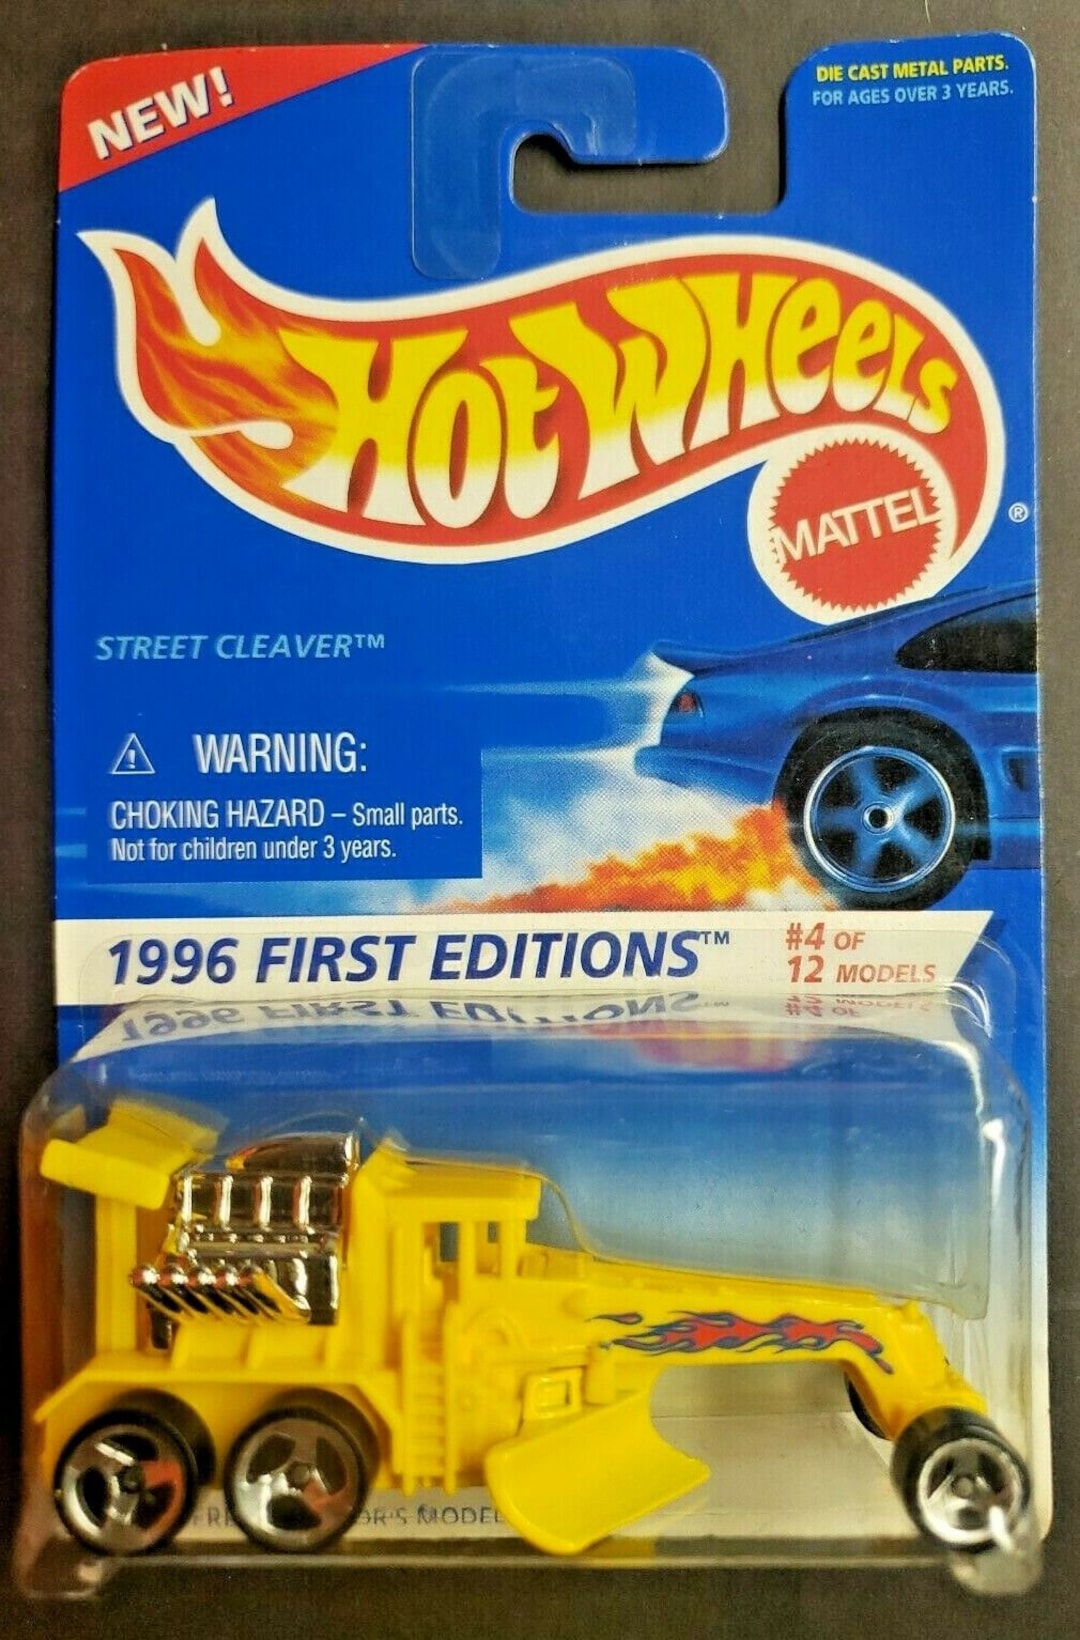 NEW!
DIE CAST METAL PARTS.
FOR AGES OVER 3 YEARS.
HOT WHEELS
MATTEL
®
STREET CLEAVER™
⚠ WARNING:
CHOKING HAZARD – Small parts.
Not for children under 3 years.
1996 FIRST EDITIONS™
#4 OF
12 MODELS
MODEL